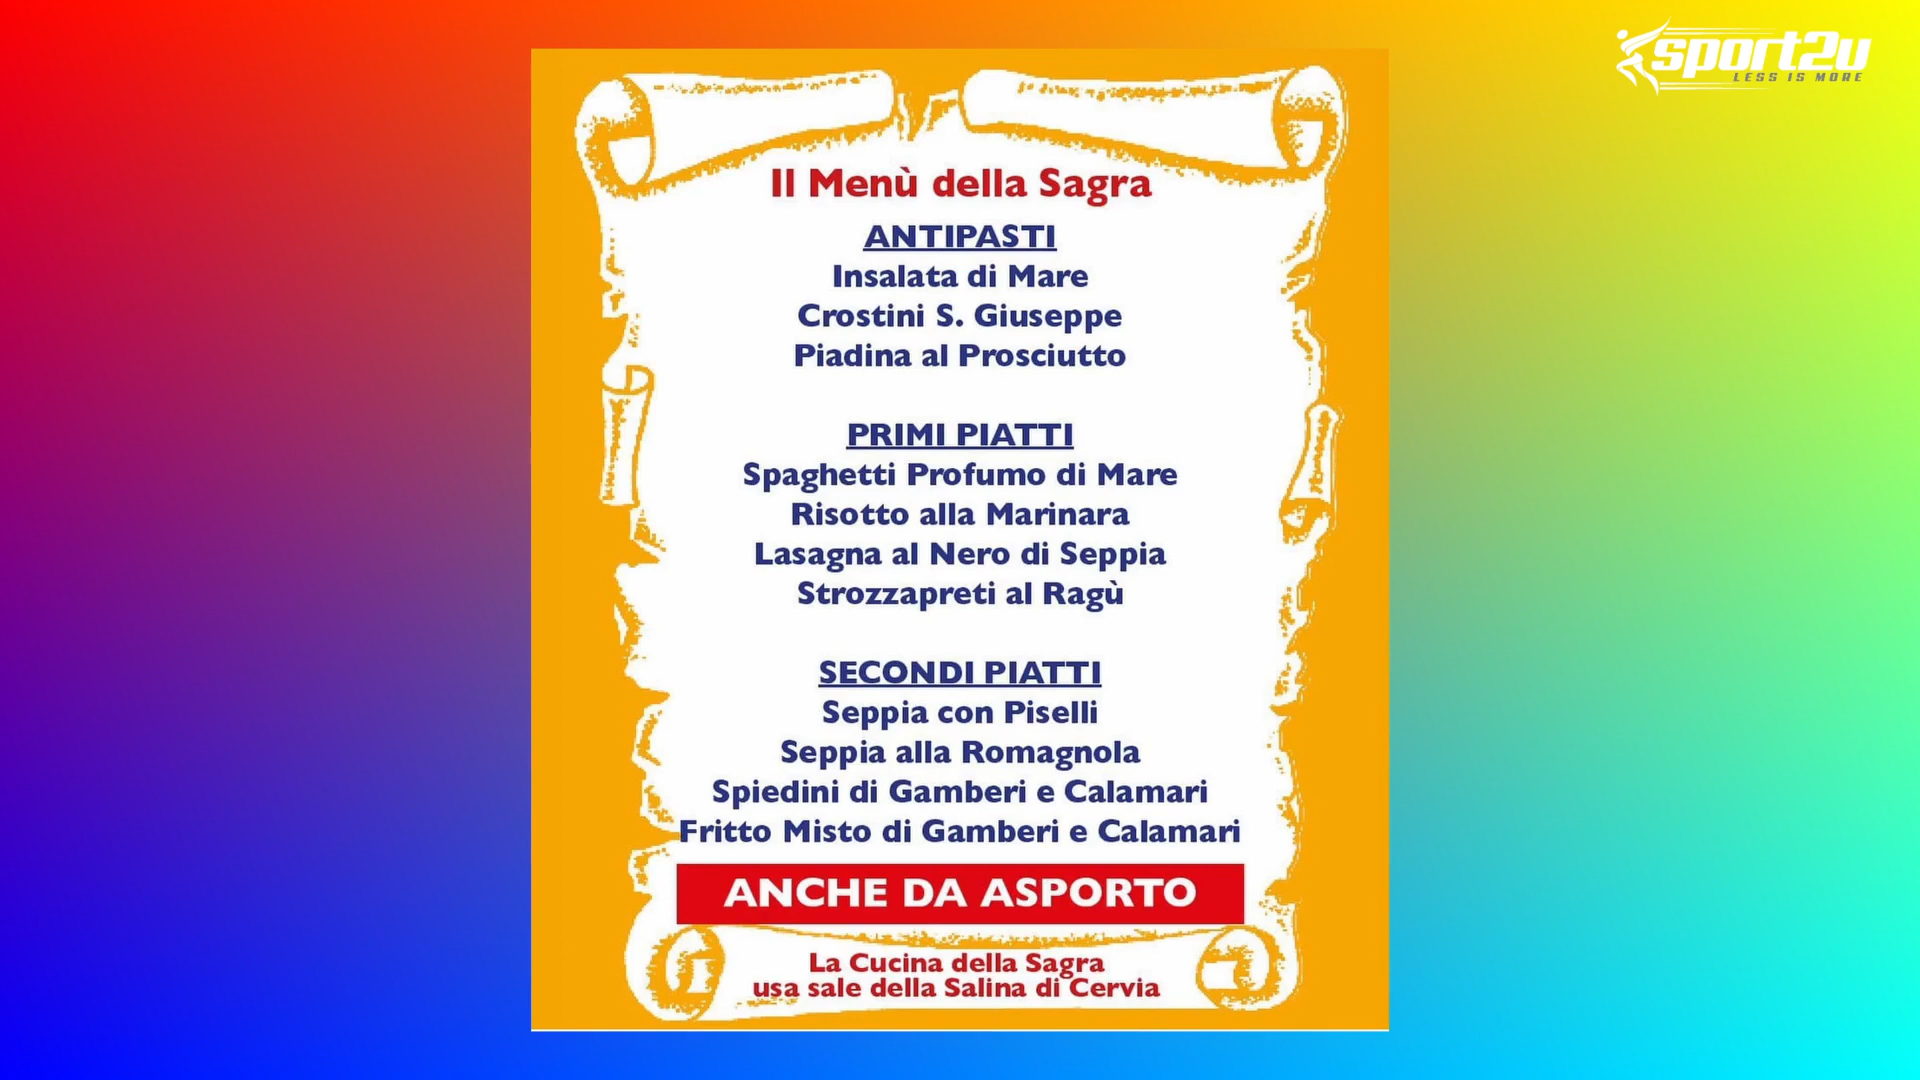 sport2u
LESS IS MORE
Il Menù della Sagra
ANTIPASTI
Insalata di Mare
Crostini S. Giuseppe
Piadina al Prosciutto
PRIMI PIATTI
Spaghetti Profumo di Mare
Risotto alla Marinara
Lasagna al Nero di Seppia
Strozzapreti al Ragù
SECONDI PIATTI
Seppia con Piselli
Seppia alla Romagnola
Spiedini di Gamberi e Calamari
Fritto Misto di Gamberi e Calamari
ANCHE DA ASPORTO
La Cucina della Sagra
usa sale della Salina di Cervia